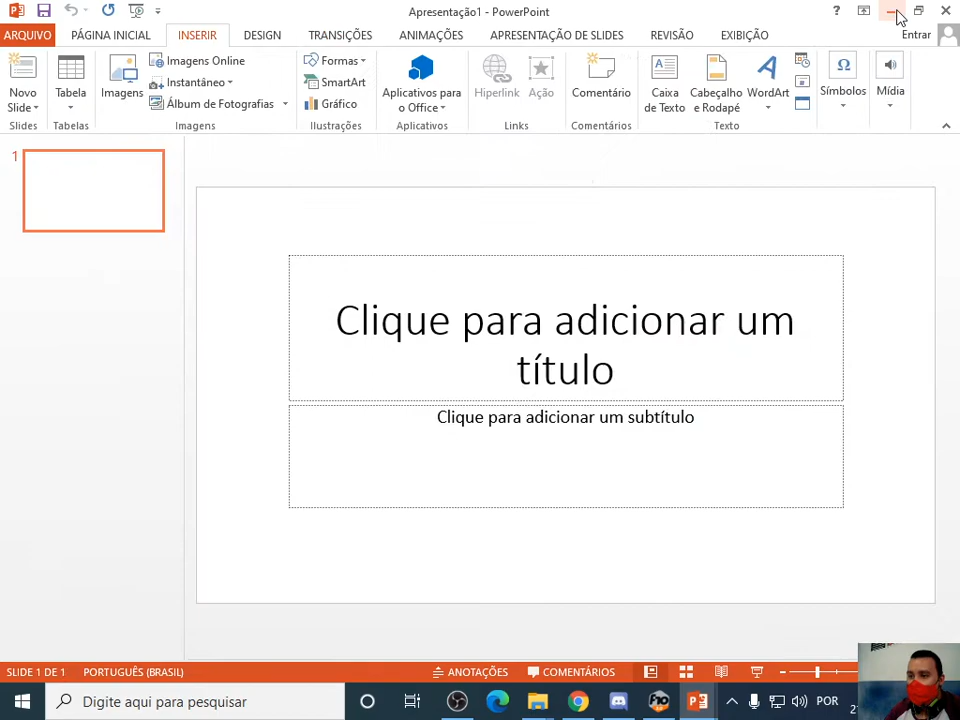 Apresentação1 - PowerPoint
?
Entrar
ARQUIVO PÁGINA INICIAL INSERIR DESIGN TRANSIÇÕES ANIMAÇÕES APRESENTAÇÃO DE SLIDES REVISÃO EXIBIÇÃO
Novo
Slide
Slides
Tabela
Tabelas
Imagens
Imagens Online
Instantâneo
Álbum de Fotografias
Imagens
Formas
SmartArt
Gráfico
Ilustrações
Aplicativos para
o Office
Aplicativos
Hiperlink
Ação
Links
Comentário
Comentários
Caixa
de Texto
Cabeçalho
e Rodapé
WordArt
Texto
Símbolos
Mídia
1
Clique para adicionar um
título
Clique para adicionar um subtítulo
SLIDE 1 DE 1 PORTUGUÊS (BRASIL) ANOTAÇÕES COMENTÁRIOS
Digite aqui para pesquisar
POR